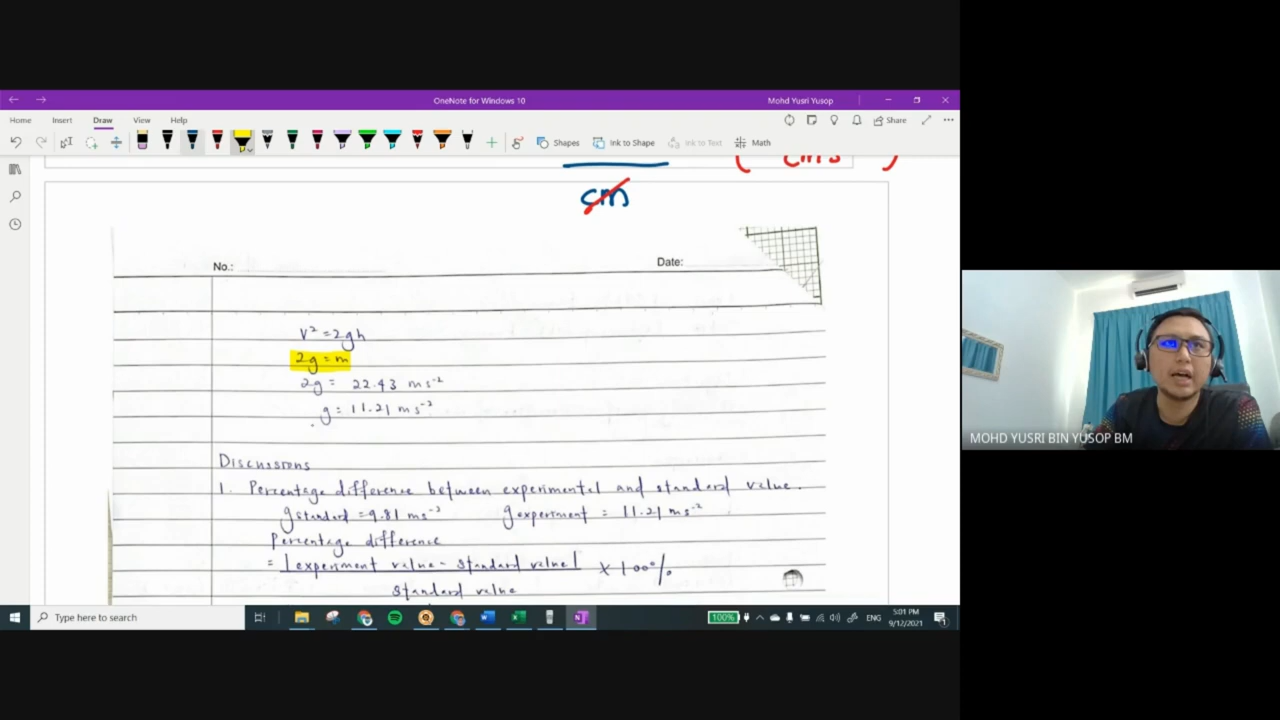 OneNote for Windows 10
Mohd Yusri Yusop
Home Insert Draw View Help
Share
Shapes Ink to Shape Ink to Text Math
cm
No.:
Date:
V² = 2gh
2g = m
2g = 22.43 ms⁻²
g = 11.21 ms⁻²
Discussions
1. Percentage difference between experimental and standard value.
g standard = 9.81 ms⁻² g experiment = 11.21 ms⁻²
Percentage difference
= |experiment value - standard value| × 100%
standard value
MOHD YUSRI BIN YUSOP BM
Type here to search
100%
ENG
5:01 PM
9/12/2021